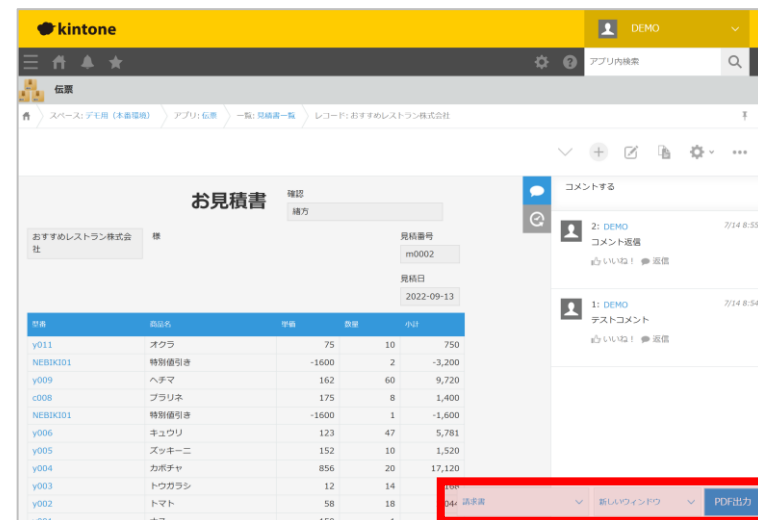 kintone
DEMO
アプリ内検索
伝票
スペース: デモ用（本番環境） アプリ: 伝票 一覧: 見積書一覧 レコード: おすすめレストラン株式会社
コメントする
お見積書
確認
緒方
おすすめレストラン株式会社 様
見積番号
m0002
見積日
2022-09-13
2: DEMO 7/14 8:55
コメント返信
いいね！ 返信
1: DEMO 7/14 8:54
テストコメント
いいね！ 返信
型番 商品名 単価 数量 小計
y011 オクラ 75 10 750
NEBIKI01 特別値引き -1600 2 -3,200
y009 ヘチマ 162 60 9,720
c008 プラリネ 175 8 1,400
NEBIKI01 特別値引き -1600 1 -1,600
y006 キュウリ 123 47 5,781
y005 ズッキーニ 152 10 1,520
y004 カボチャ 856 20 17,120
y003 トウガラシ 12 14 168
y002 トマト 58 18
請求書 新しいウィンドウ PDF出力